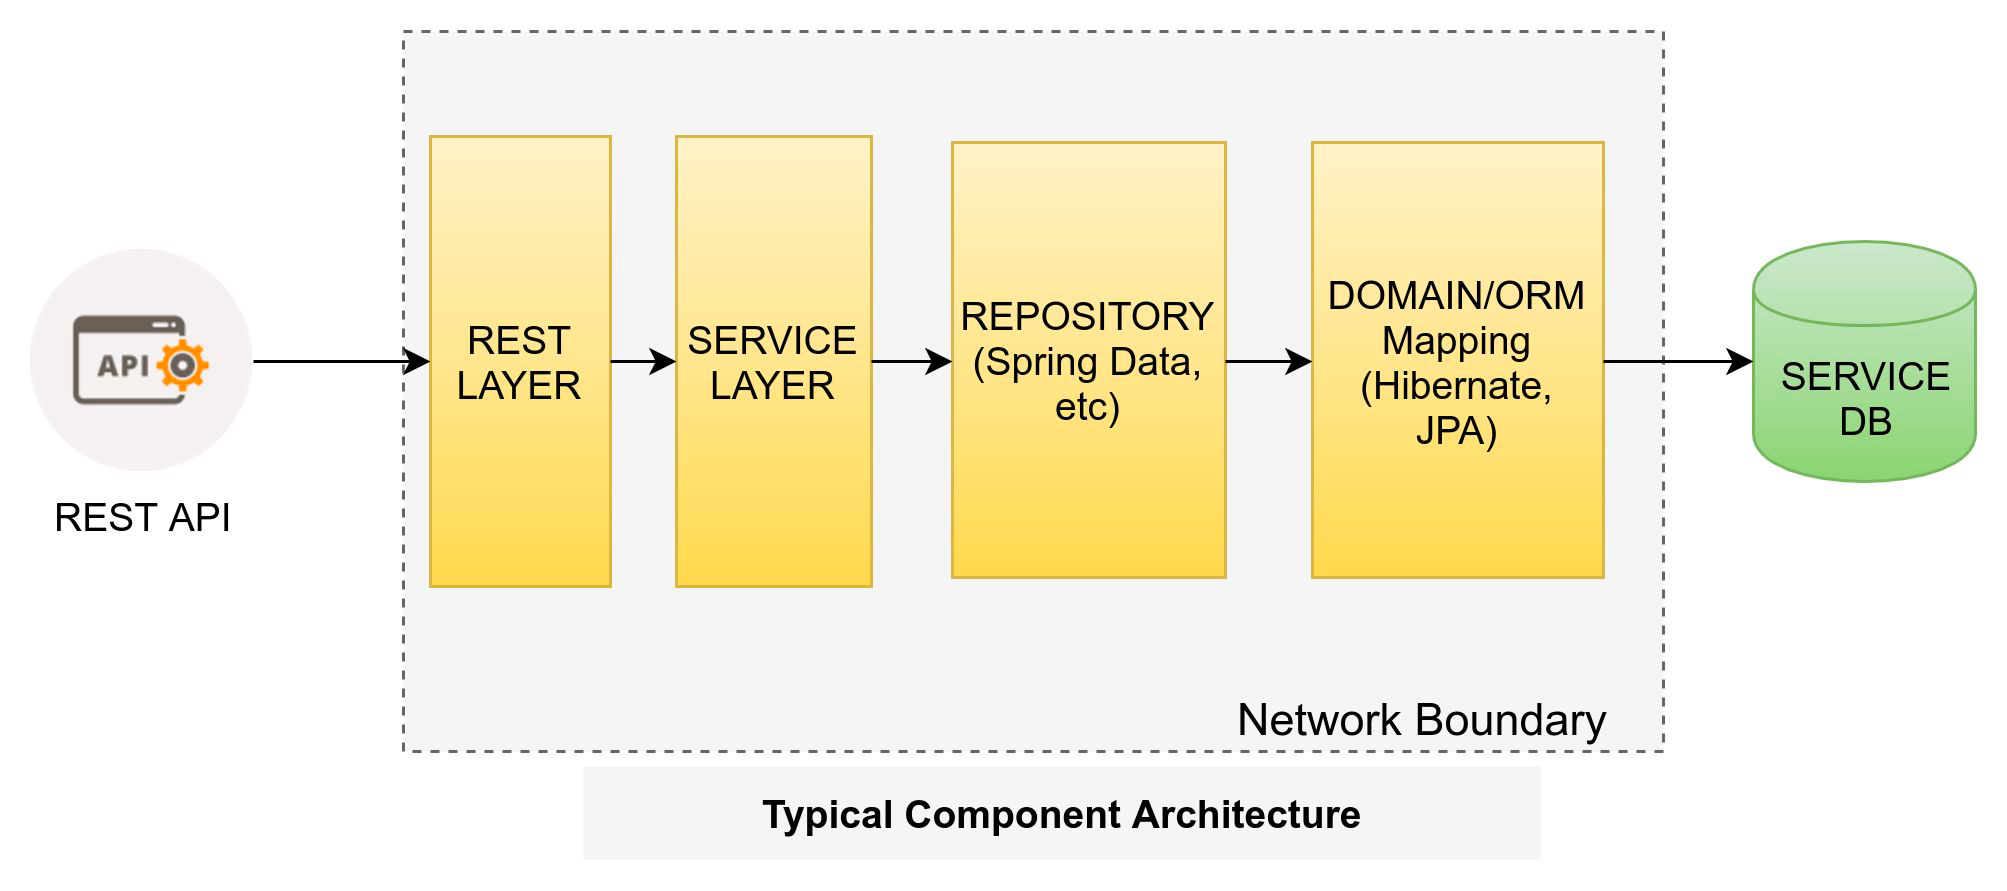 API
REST API
REST
LAYER
SERVICE
LAYER
REPOSITORY
(Spring Data,
etc)
DOMAIN/ORM
Mapping
(Hibernate,
JPA)
SERVICE
DB
Network Boundary
Typical Component Architecture